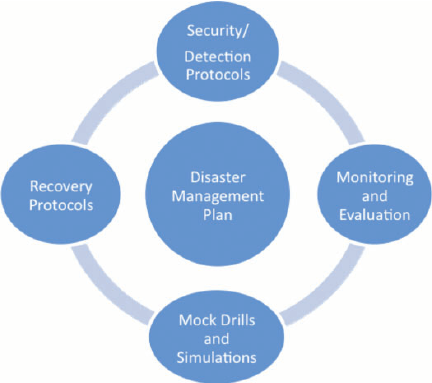 Security/
Detection
Protocols
Disaster
Management
Plan
Monitoring
and
Evaluation
Recovery
Protocols
Mock Drills
and
Simulations